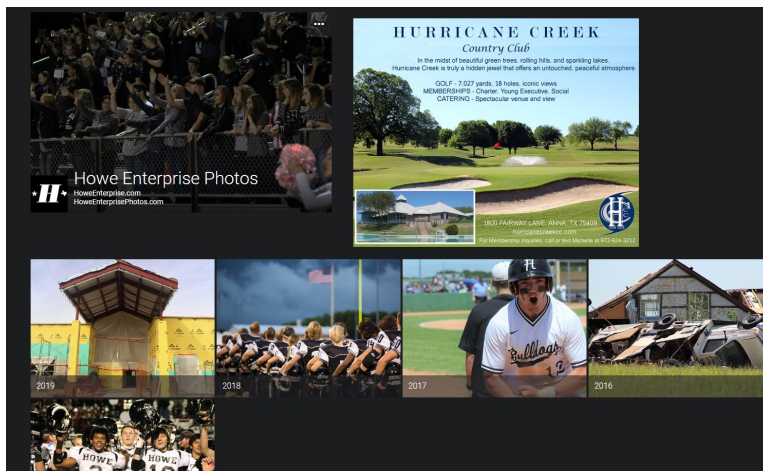 Howe Enterprise Photos
H
HoweEnterprise.com
HoweEnterprisePhotos.com
HURRICANE CREEK
Country Club
In the midst of beautiful green trees, rolling hills, and sparkling lakes,
Hurricane Creek is truly a hidden jewel that offers an untouched, peaceful atmosphere.
GOLF - 7,027 yards, 18 holes, iconic views
MEMBERSHIPS - Charter, Young Executive, Social
CATERING - Spectacular venue and view
1800 FAIRWAY LANE, ANNA, TX 75409
hurricanecreekcc.com
For Membership Inquiries, call or text Michelle at 972-924-3212
2019
2018
H
Bulldogs
12
2017
2016
HOWE
HOWE